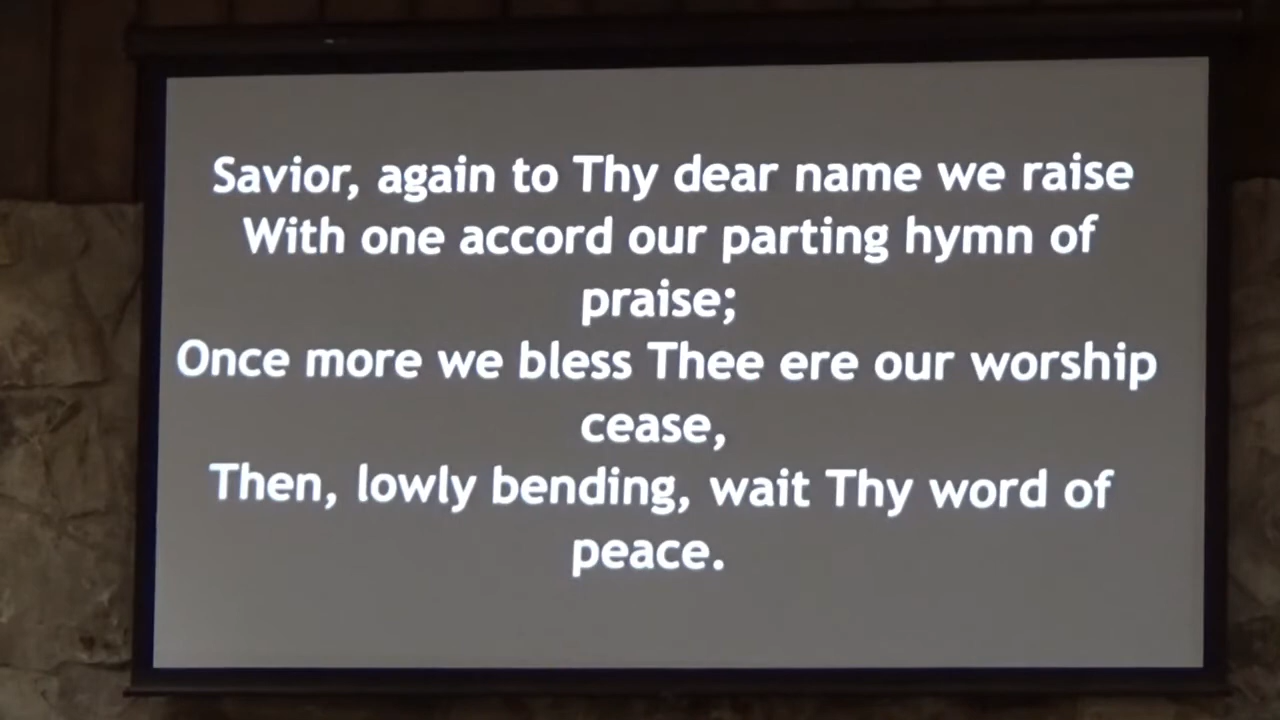 Savior, again to Thy dear name we raise
With one accord our parting hymn of
praise;
Once more we bless Thee ere our worship
cease,
Then, lowly bending, wait Thy word of
peace.